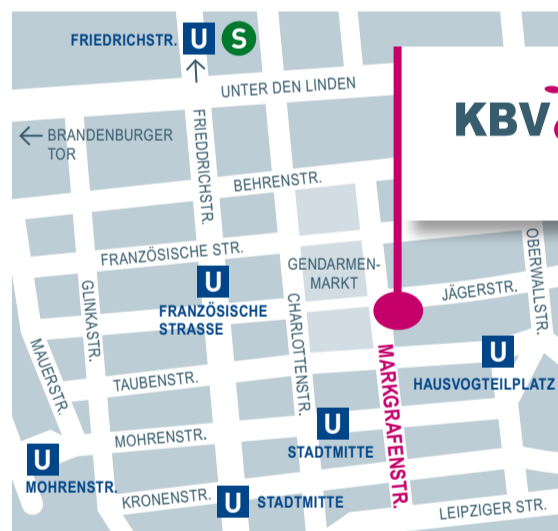 FRIEDRICHSTR. U S
UNTER DEN LINDEN
KBV
← BRANDENBURGER
TOR
FRIEDRICHSTR.
BEHRENSTR.
OBERWALLSTR.
FRANZÖSISCHE STR.
GENDARMEN-
MARKT
U
FRANZÖSISCHE
STRASSE
JÄGERSTR.
GLINKASTR.
CHARLOTTENSTR.
MAUERSTR.
MARKGRAFENSTR.
U
HAUSVOGTEILPLATZ
TAUBENSTR.
U
STADTMITTE
MOHRENSTR.
U
MOHRENSTR.
KRONENSTR.
U STADTMITTE
LEIPZIGER STR.